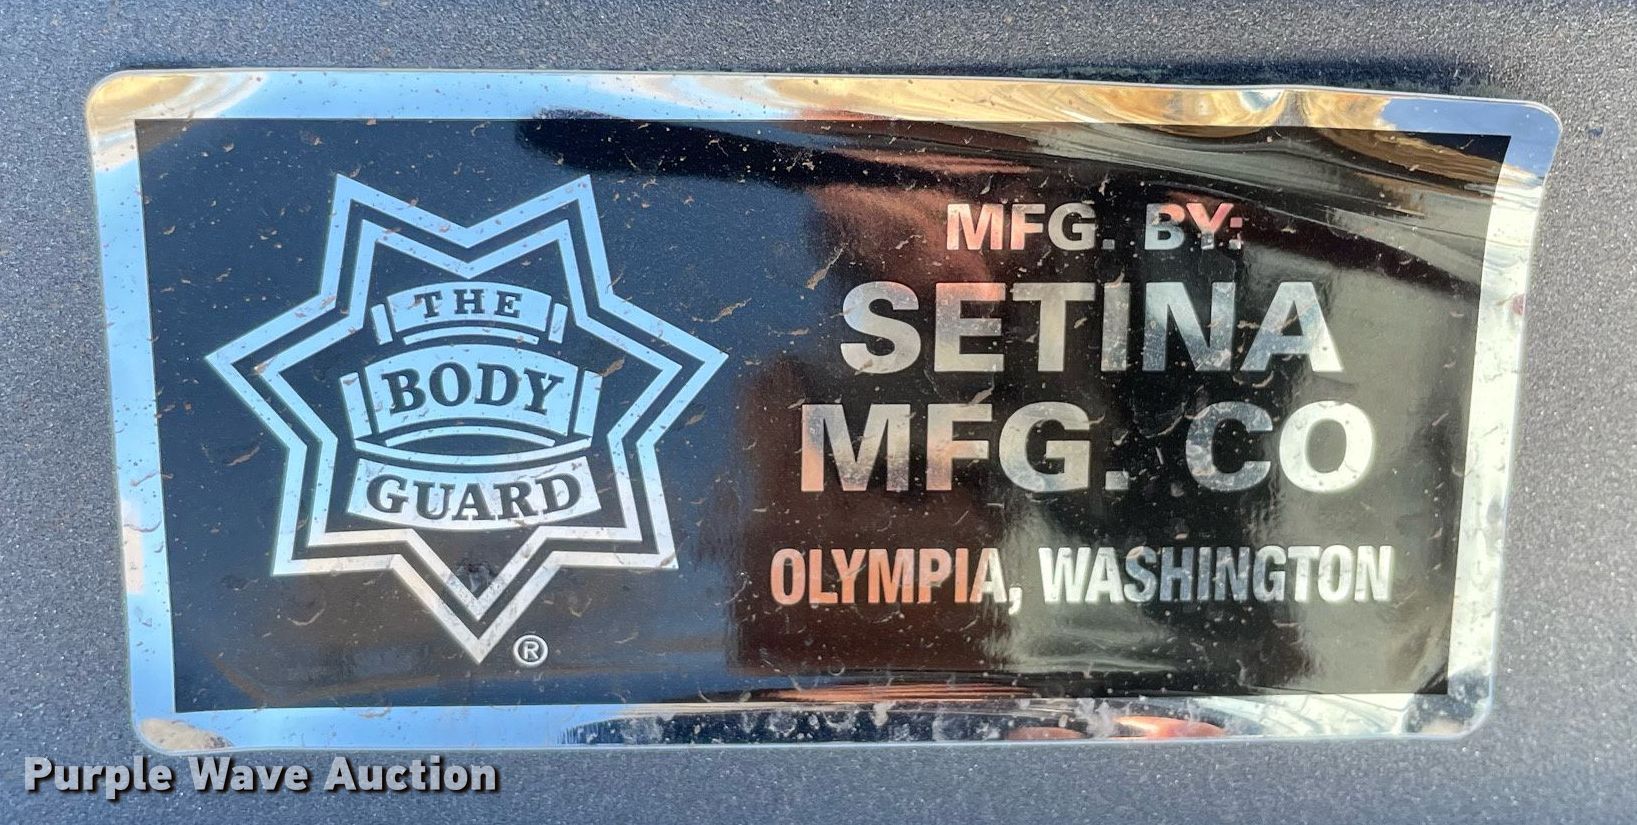 THE
BODY
GUARD
®
MFG. BY:
SETINA
MFG. CO
OLYMPIA, WASHINGTON
Purple Wave Auction